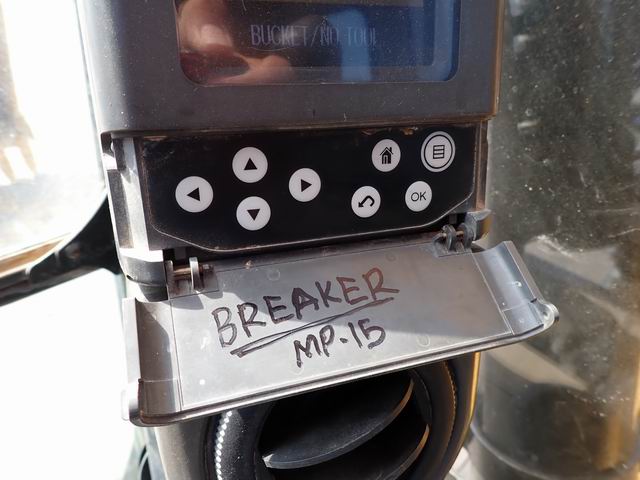 BUCKET/NO TOOL
OK
BREAKER
MP-15